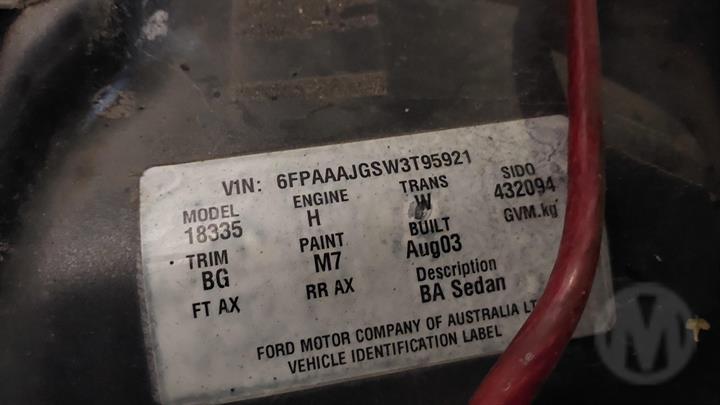 VIN: 6FPAAAJGSW3T95921
MODEL ENGINE TRANS SIDO
18335 H W 432094
TRIM PAINT BUILT GVM.kg
BG M7 Aug03
FT AX RR AX Description
BA Sedan
FORD MOTOR COMPANY OF AUSTRALIA LT
VEHICLE IDENTIFICATION LABEL
M